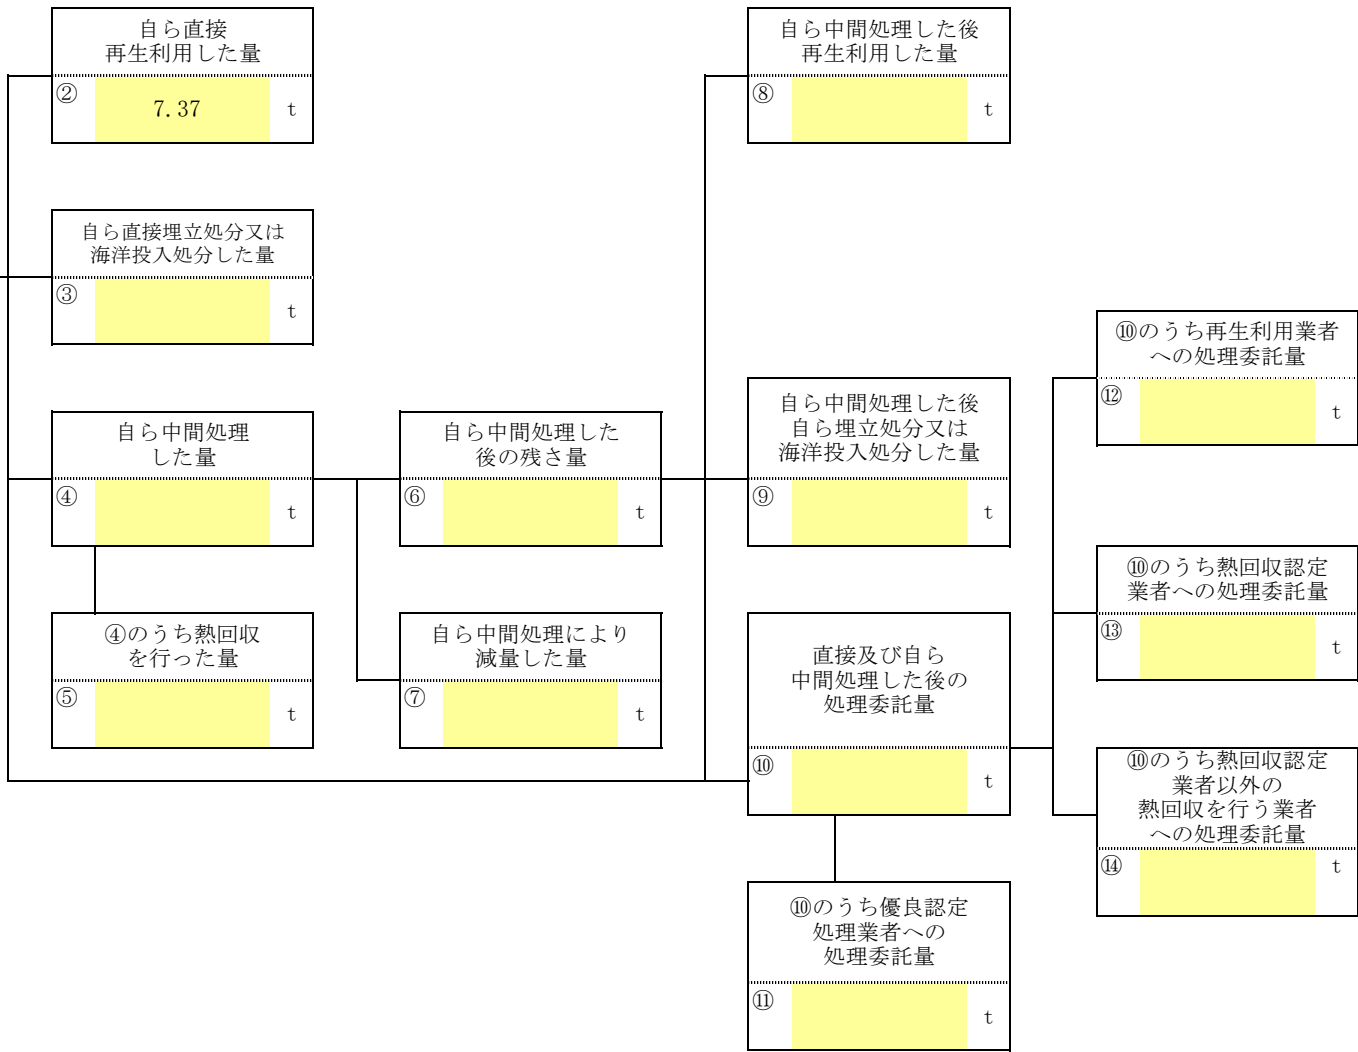 自ら直接
再生利用した量
②
7.37
t
自ら中間処理した後
再生利用した量
⑧
t
自ら直接埋立処分又は
海洋投入処分した量
③
t
⑩のうち再生利用業者
への処理委託量
⑫
t
自ら中間処理
した量
④
t
自ら中間処理した
後の残さ量
⑥
t
自ら中間処理した後
自ら埋立処分又は
海洋投入処分した量
⑨
t
⑩のうち熱回収認定
業者への処理委託量
⑬
t
④のうち熱回収
を行った量
⑤
t
自ら中間処理により
減量した量
⑦
t
直接及び自ら
中間処理した後の
処理委託量
⑩
t
⑩のうち熱回収認定
業者以外の
熱回収を行う業者
への処理委託量
⑭
t
⑩のうち優良認定
処理業者への
処理委託量
⑪
t